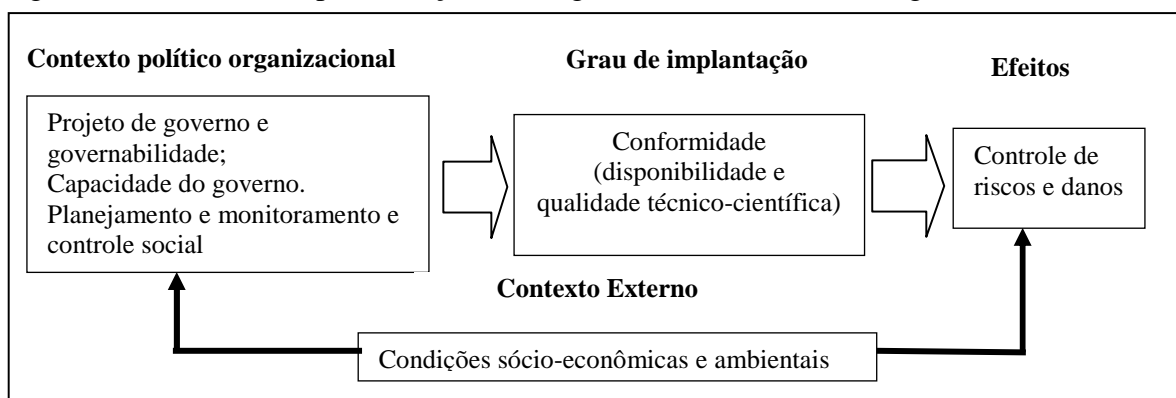 Contexto político organizacional
Projeto de governo e
governabilidade;
Capacidade do governo.
Planejamento e monitoramento e
controle social
Grau de implantação
Conformidade
(disponibilidade e
qualidade técnico-científica)
Efeitos
Controle de
riscos e danos
Contexto Externo
Condições sócio-econômicas e ambientais